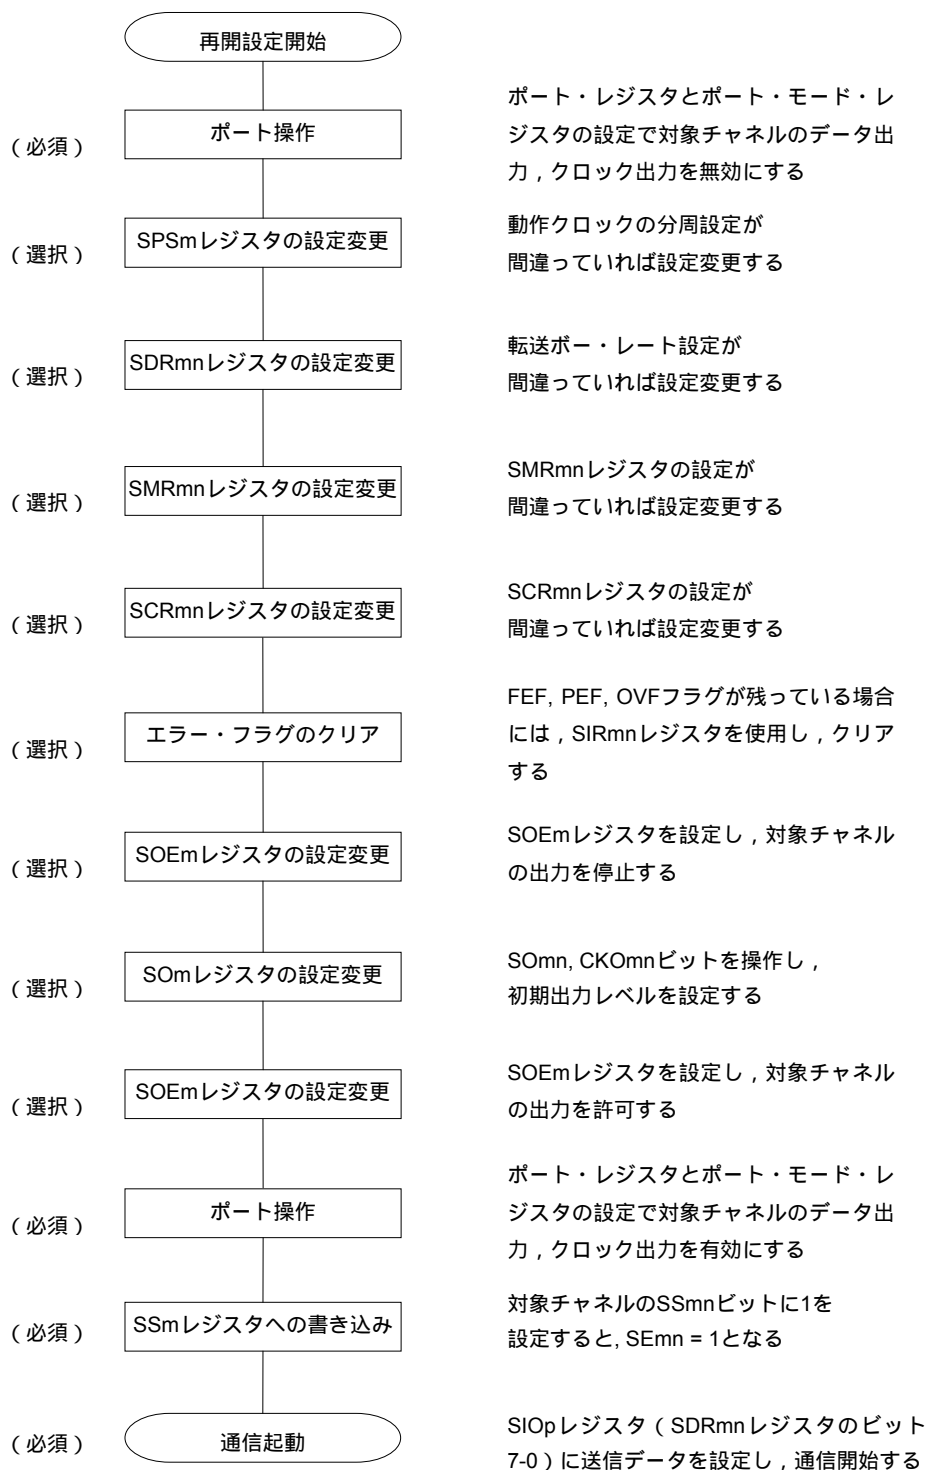 再開設定開始
（必須）
ポート操作
ポート・レジスタとポート・モード・レ
ジスタの設定で対象チャネルのデータ出
力，クロック出力を無効にする
（選択）
SPSmレジスタの設定変更
動作クロックの分周設定が
間違っていれば設定変更する
（選択）
SDRmnレジスタの設定変更
転送ボー・レート設定が
間違っていれば設定変更する
（選択）
SMRmnレジスタの設定変更
SMRmnレジスタの設定が
間違っていれば設定変更する
（選択）
SCRmnレジスタの設定変更
SCRmnレジスタの設定が
間違っていれば設定変更する
（選択）
エラー・フラグのクリア
FEF, PEF, OVFフラグが残っている場合
には，SIRmnレジスタを使用し，クリア
する
（選択）
SOEmレジスタの設定変更
SOEmレジスタを設定し，対象チャネル
の出力を停止する
（選択）
SOmレジスタの設定変更
SOmn, CKOmnビットを操作し，
初期出力レベルを設定する
（選択）
SOEmレジスタの設定変更
SOEmレジスタを設定し，対象チャネル
の出力を許可する
（必須）
ポート操作
ポート・レジスタとポート・モード・レ
ジスタの設定で対象チャネルのデータ出
力，クロック出力を有効にする
（必須）
SSmレジスタへの書き込み
対象チャネルのSSmnビットに1を
設定すると, SEmn = 1となる
（必須）
通信起動
SIOpレジスタ（SDRmnレジスタのビット
7-0）に送信データを設定し，通信開始する